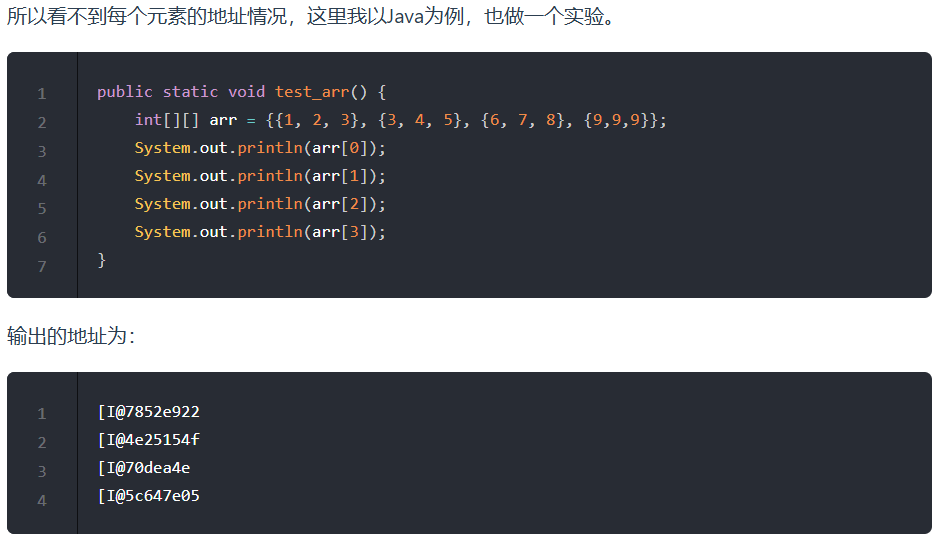 所以看不到每个元素的地址情况，这里我以Java为例，也做一个实验。
1 public static void test_arr() {
2     int[][] arr = {{1, 2, 3}, {3, 4, 5}, {6, 7, 8}, {9,9,9}};
3     System.out.println(arr[0]);
4     System.out.println(arr[1]);
5     System.out.println(arr[2]);
6     System.out.println(arr[3]);
7 }
输出的地址为：
1 [I@7852e922
2 [I@4e25154f
3 [I@70dea4e
4 [I@5c647e05